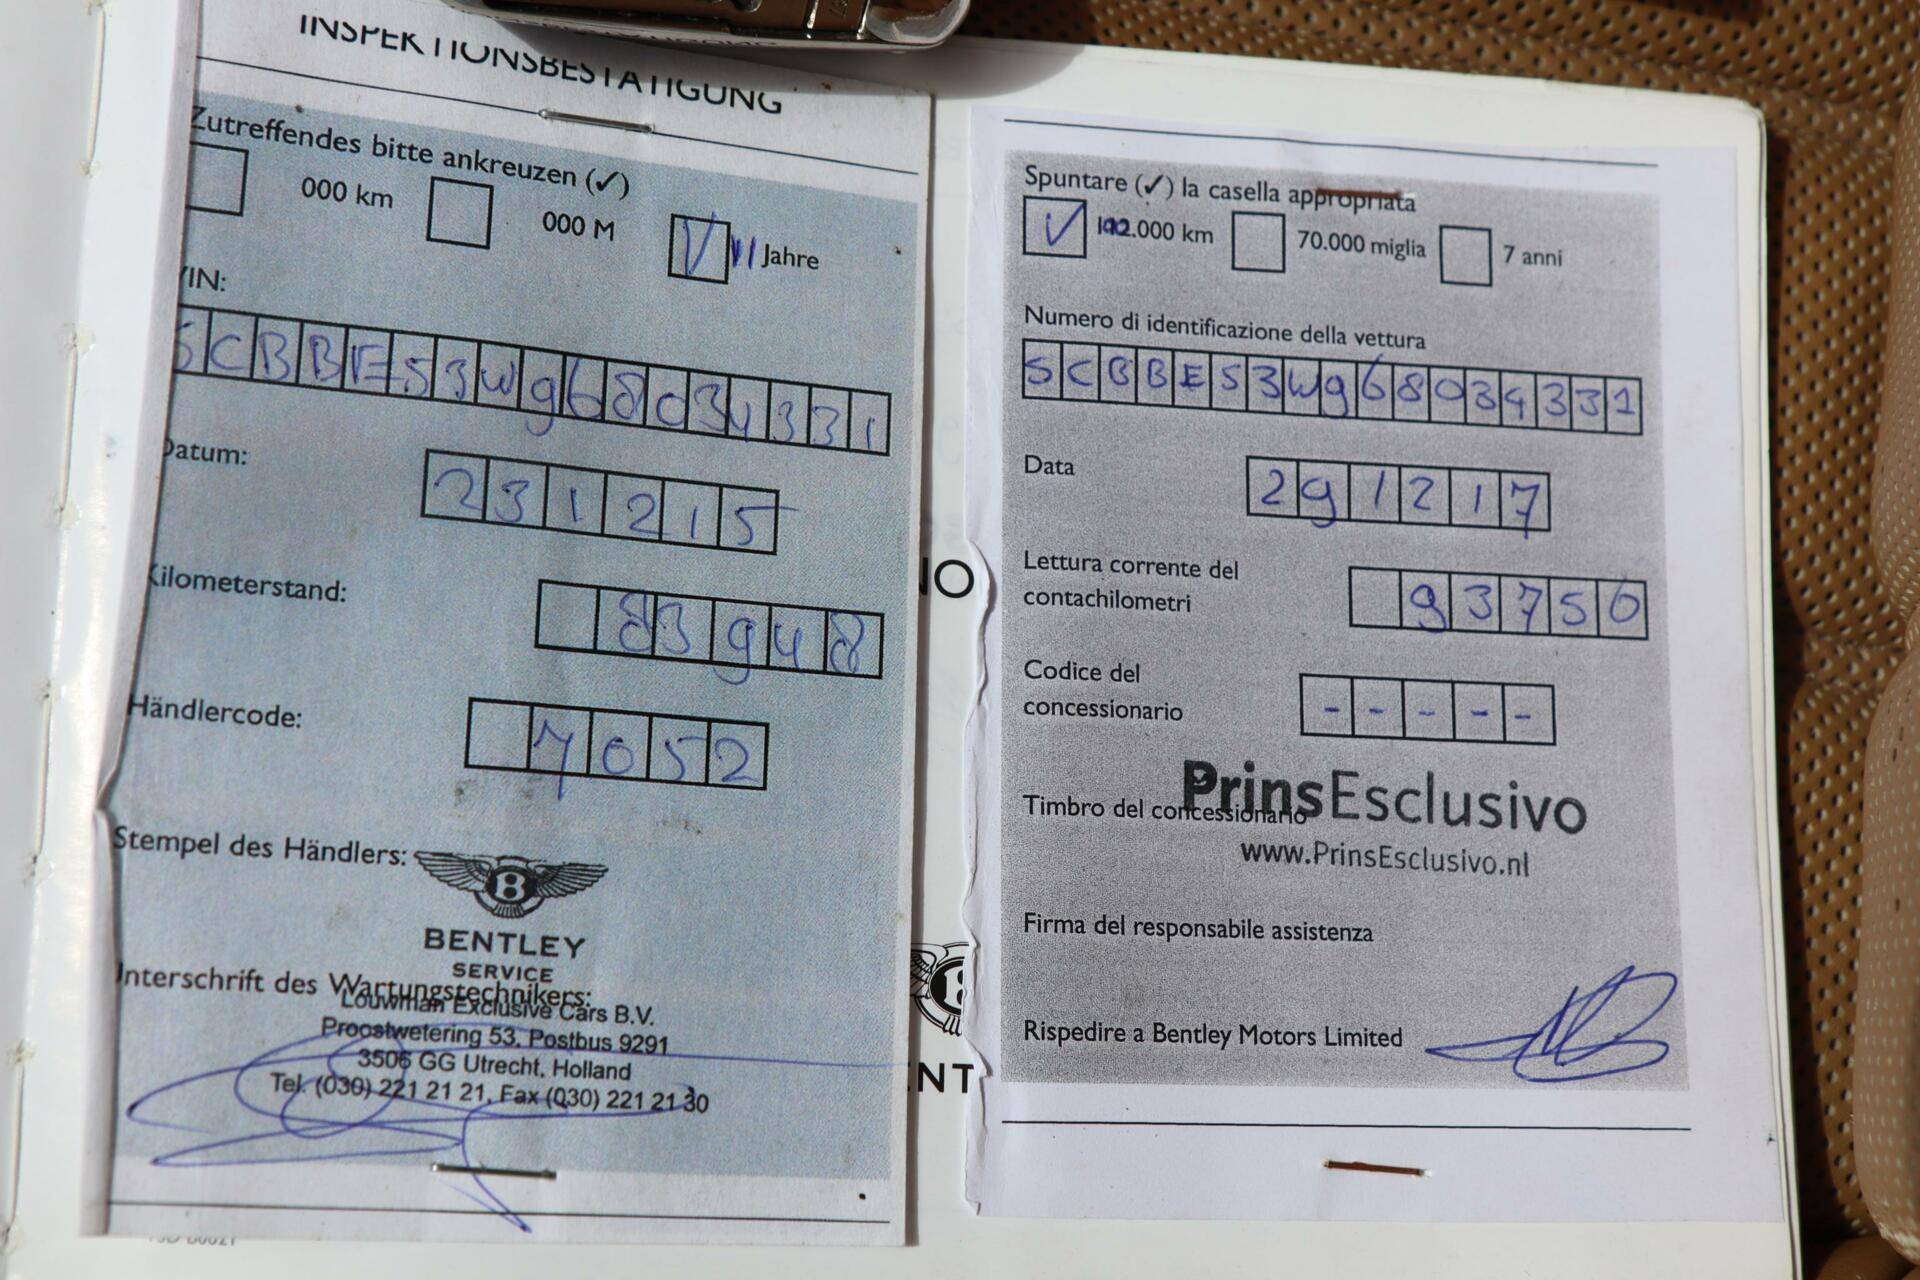 INSPEKTIONSBESTÄTIGUNG
Zutreffendes bitte ankreuzen (✓)
000 km
000 M
V 11 Jahre
VIN:
SCBBE53Wg68034331
Datum:
231215
Kilometerstand:
83948
Händlercode:
7052
Stempel des Händlers:
B
BENTLEY
SERVICE
Unterschrift des Wartungstechnikers:
Louwman Exclusive Cars B.V.
Proostwetering 53, Postbus 9291
3506 GG Utrecht, Holland
Tel. (030) 221 21 21, Fax (030) 221 21 30
NO
B
ENT
Spuntare (✓) la casella appropriata
V .000 km
70.000 miglia
7 anni
Numero di identificazione della vettura
SCBBE53Wg68034331
Data
291217
Lettura corrente del
contachilometri
93750
Codice del
concessionario
- - - - -
PrinsEsclusivo
Timbro del concessionario
www.PrinsEsclusivo.nl
Firma del responsabile assistenza
Rispedire a Bentley Motors Limited